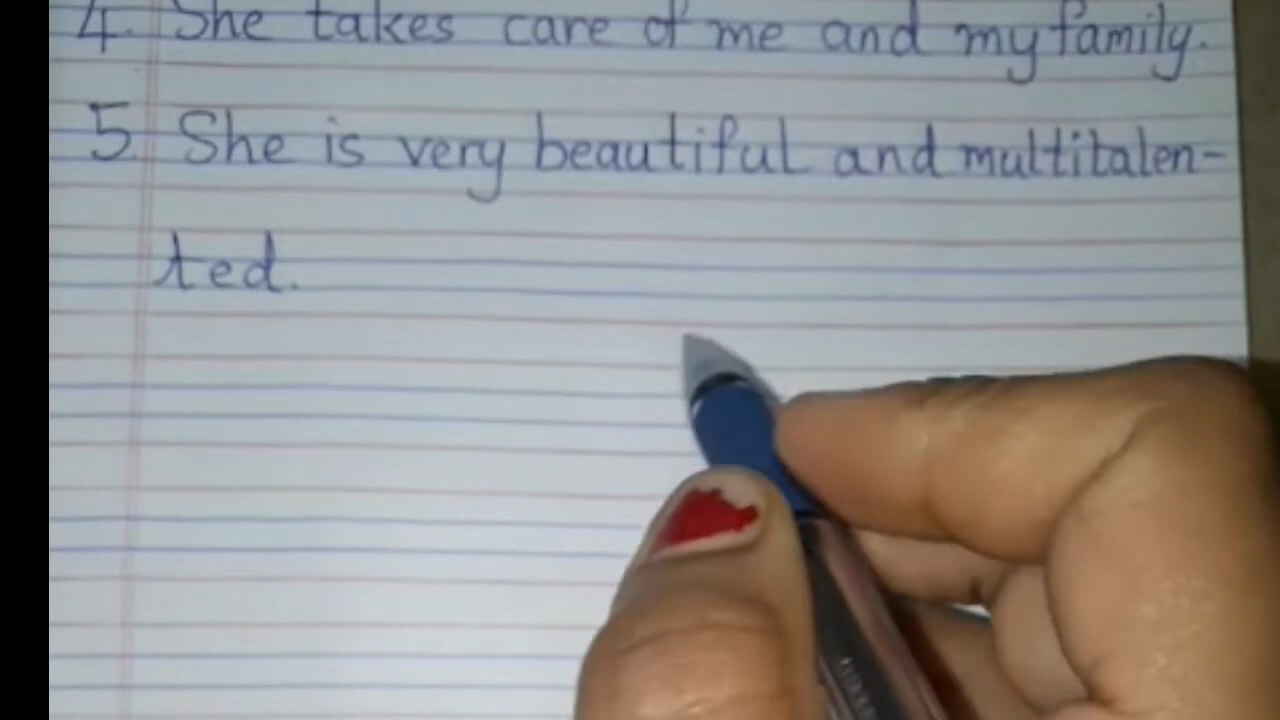 4. She takes care of me and my family.
5. She is very beautiful and multitalen-
ted.